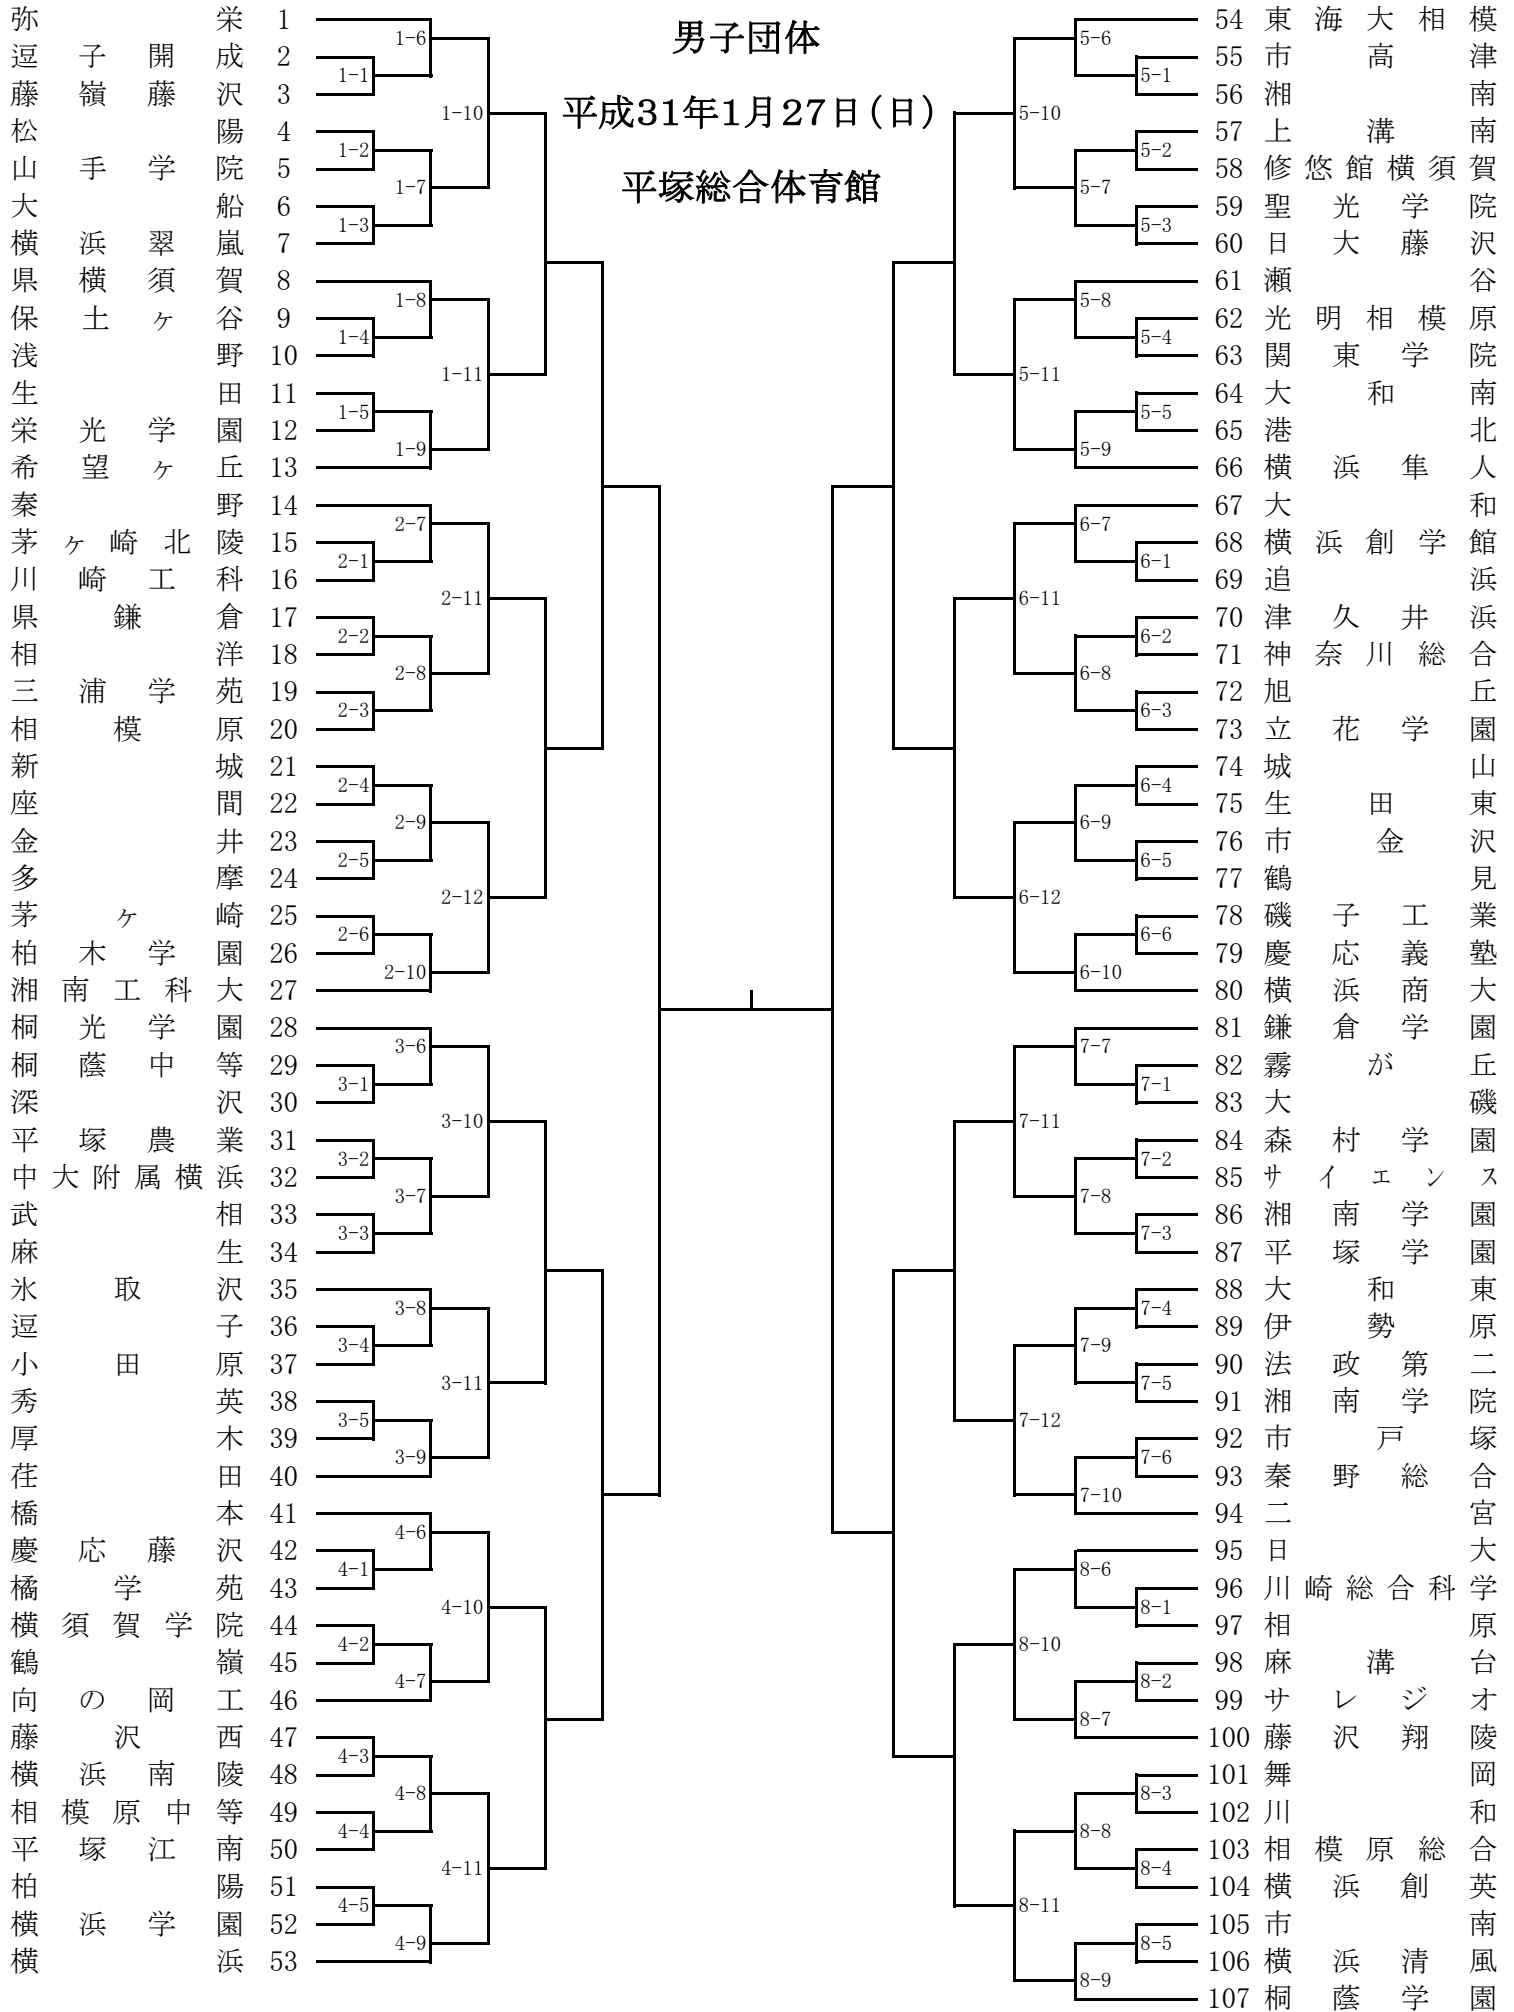 男子団体
平成31年1月27日(日)
平塚総合体育館
弥栄 1
逗子開成 2
藤嶺藤沢 3
松陽 4
山手学院 5
大船 6
横浜翠嵐 7
県横須賀 8
保土ヶ谷 9
浅野 10
生田 11
栄光学園 12
希望ヶ丘 13
秦野 14
茅ヶ崎北陵 15
川崎工科 16
県鎌倉 17
相洋 18
三浦学苑 19
相模原 20
新城 21
座間 22
金井 23
多摩 24
茅ヶ崎 25
柏木学園 26
湘南工科大 27
桐光学園 28
桐蔭中等 29
深沢 30
平塚農業 31
中大附属横浜 32
武相 33
麻生 34
氷取沢 35
逗子 36
小田原 37
秀英 38
厚木 39
荏田 40
橋本 41
慶応藤沢 42
橘学苑 43
横須賀学院 44
鶴嶺 45
向の岡工 46
藤沢西 47
横浜南陵 48
相模原中等 49
平塚江南 50
柏陽 51
横浜学園 52
横浜 53
1-6
1-1
1-10
1-2
1-7
1-3
1-8
1-4
1-11
1-5
1-9
2-7
2-1
2-11
2-2
2-8
2-3
2-4
2-9
2-5
2-12
2-6
2-10
3-6
3-1
3-10
3-2
3-7
3-3
3-8
3-4
3-11
3-5
3-9
4-6
4-1
4-10
4-2
4-7
4-3
4-8
4-4
4-11
4-5
4-9
5-6
5-1
5-10
5-2
5-7
5-3
5-8
5-4
5-11
5-5
5-9
6-7
6-1
6-11
6-2
6-8
6-3
6-4
6-9
6-5
6-12
6-6
6-10
7-7
7-1
7-11
7-2
7-8
7-3
7-4
7-9
7-5
7-12
7-6
7-10
8-6
8-1
8-10
8-2
8-7
8-3
8-8
8-4
8-11
8-5
8-9
54 東海大相模
55 市高津
56 湘南
57 上溝南
58 修悠館横須賀
59 聖光学院
60 日大藤沢
61 瀬谷
62 光明相模原
63 関東学院
64 大和南
65 港北
66 横浜隼人
67 大和
68 横浜創学館
69 追浜
70 津久井浜
71 神奈川総合
72 旭丘
73 立花学園
74 城山
75 生田東
76 市金沢
77 鶴見
78 磯子工業
79 慶応義塾
80 横浜商大
81 鎌倉学園
82 霧が丘
83 大磯
84 森村学園
85 サイエンス
86 湘南学園
87 平塚学園
88 大和東
89 伊勢原
90 法政第二
91 湘南学院
92 市戸塚
93 秦野総合
94 二宮
95 日大
96 川崎総合科学
97 相原
98 麻溝台
99 サレジオ
100 藤沢翔陵
101 舞岡
102 川和
103 相模原総合
104 横浜創英
105 市南
106 横浜清風
107 桐蔭学園